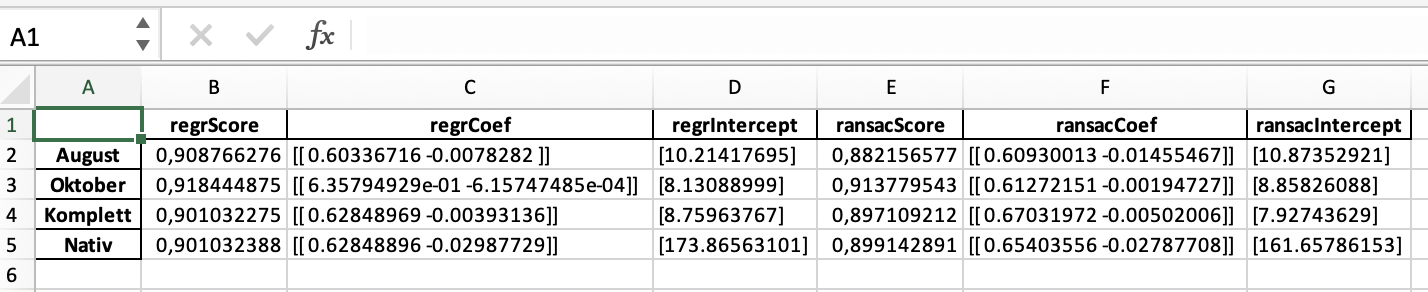 A1 fx
A B C D E F G
1 regrScore regrCoef regrIntercept ransacScore ransacCoef ransacIntercept
2 August 0,908766276 [[ 0.60336716 -0.0078282 ]] [10.21417695] 0,882156577 [[ 0.60930013 -0.01455467]] [10.87352921]
3 Oktober 0,918444875 [[ 6.35794929e-01 -6.15747485e-04]] [8.13088999] 0,913779543 [[ 0.61272151 -0.00194727]] [8.85826088]
4 Komplett 0,901032275 [[ 0.62848969 -0.00393136]] [8.75963767] 0,897109212 [[ 0.67031972 -0.00502006]] [7.92743629]
5 Nativ 0,901032388 [[ 0.62848896 -0.02987729]] [173.86563101] 0,899142891 [[ 0.65403556 -0.02787708]] [161.65786153]
6